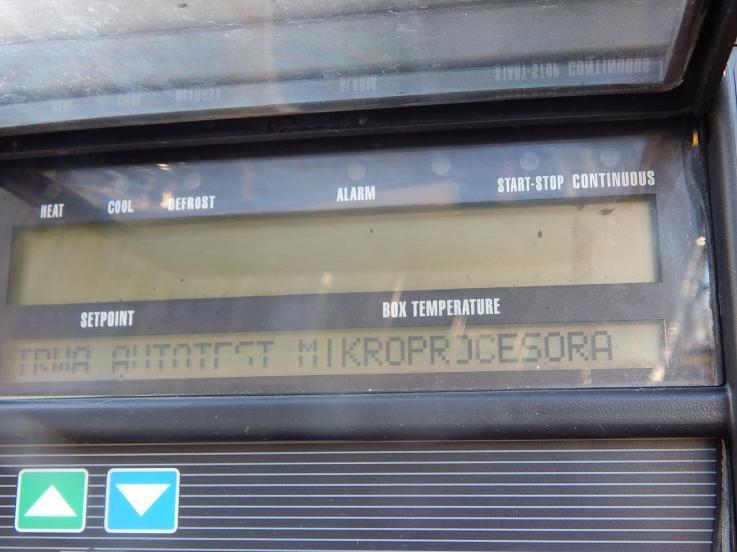 HEAT COOL DEFROST ALARM START-STOP CONTINUOUS
SETPOINT BOX TEMPERATURE
TRWA AUTOTEST MIKROPROCESORA